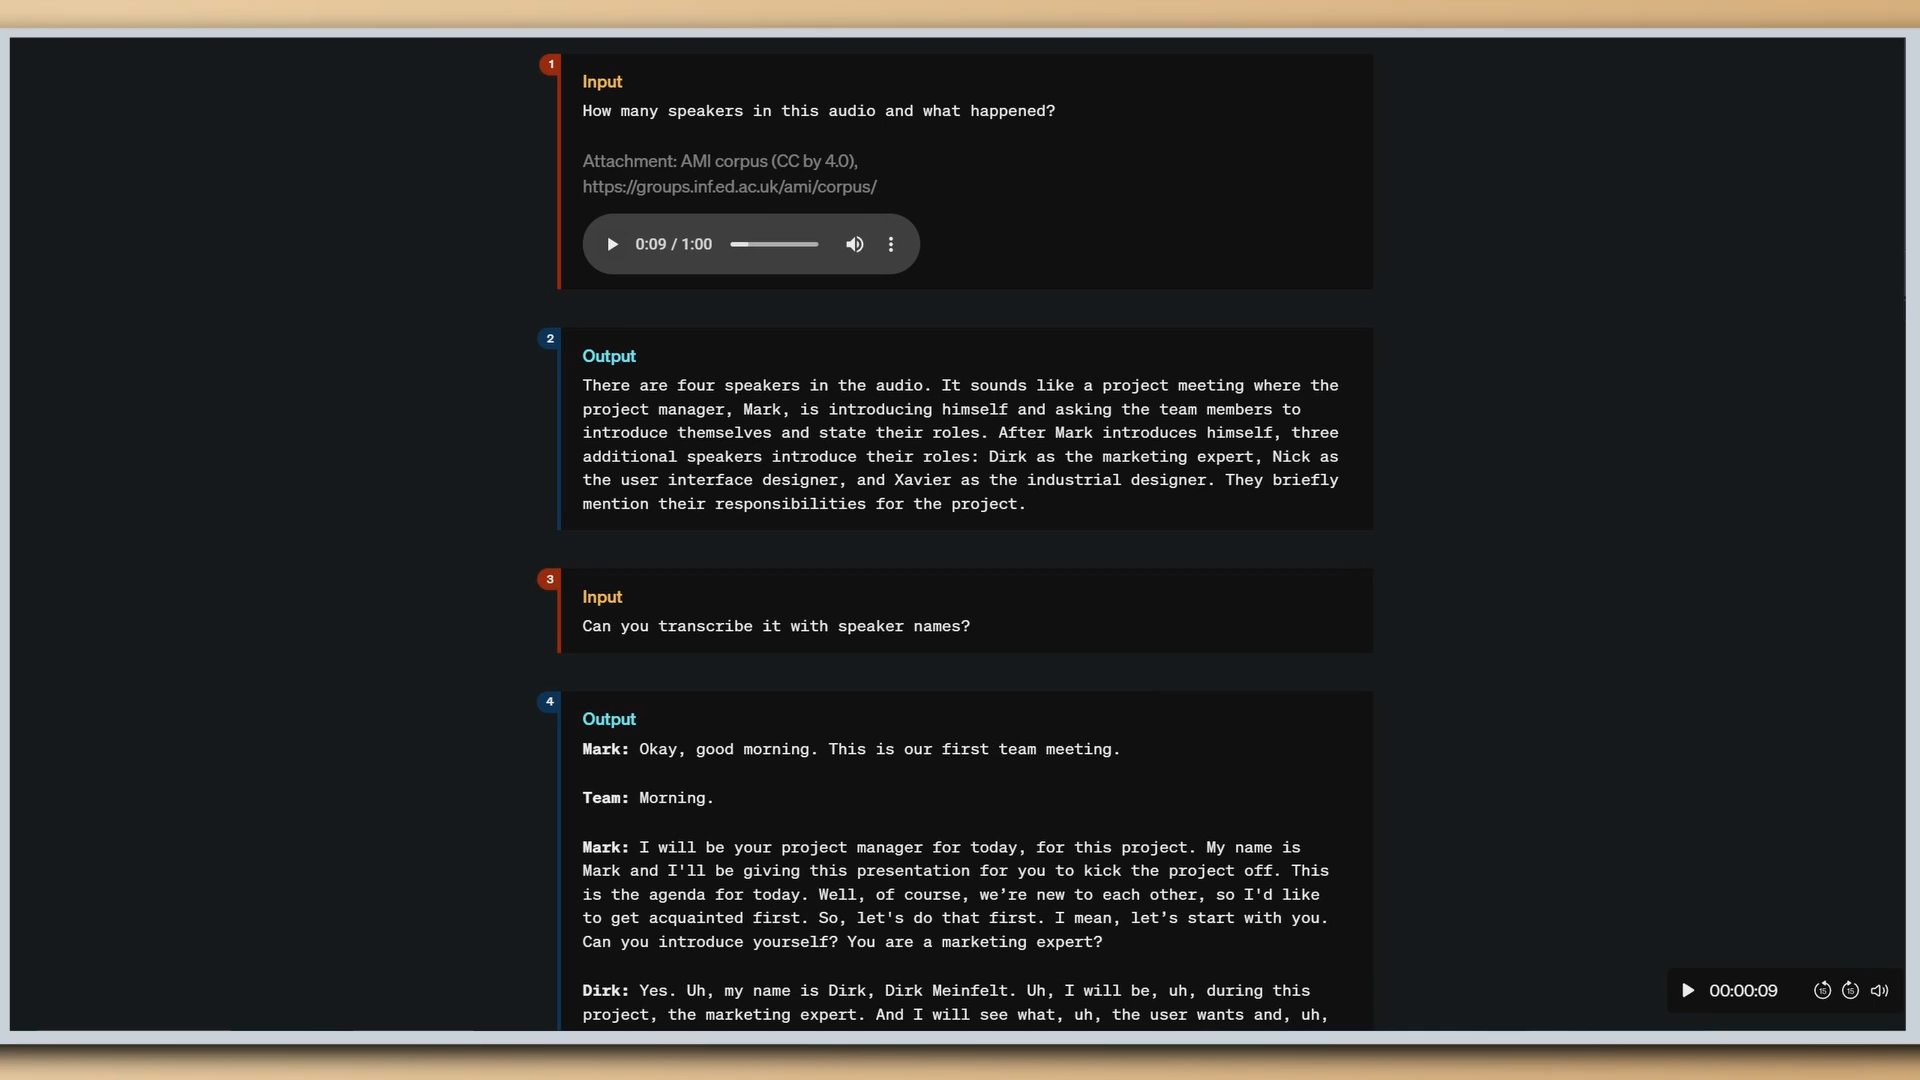 1
Input
How many speakers in this audio and what happened?
Attachment: AMI corpus (CC by 4.0),
https://groups.inf.ed.ac.uk/ami/corpus/
0:09 / 1:00
2
Output
There are four speakers in the audio. It sounds like a project meeting where the
project manager, Mark, is introducing himself and asking the team members to
introduce themselves and state their roles. After Mark introduces himself, three
additional speakers introduce their roles: Dirk as the marketing expert, Nick as
the user interface designer, and Xavier as the industrial designer. They briefly
mention their responsibilities for the project.
3
Input
Can you transcribe it with speaker names?
4
Output
Mark: Okay, good morning. This is our first team meeting.
Team: Morning.
Mark: I will be your project manager for today, for this project. My name is
Mark and I'll be giving this presentation for you to kick the project off. This
is the agenda for today. Well, of course, we’re new to each other, so I'd like
to get acquainted first. So, let's do that first. I mean, let’s start with you.
Can you introduce yourself? You are a marketing expert?
Dirk: Yes. Uh, my name is Dirk, Dirk Meinfelt. Uh, I will be, uh, during this
project, the marketing expert. And I will see what, uh, the user wants and, uh,
00:00:09
15
15